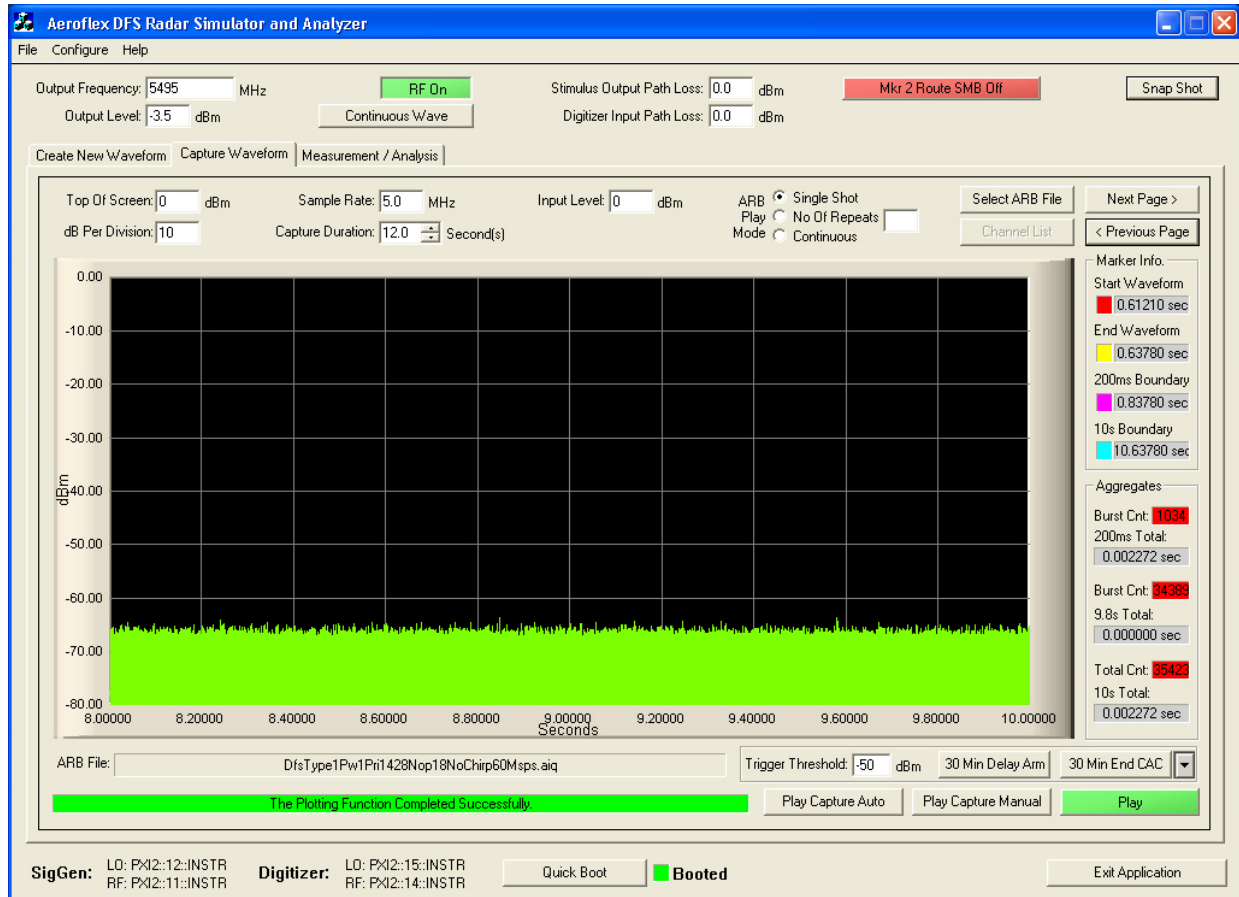 Aeroflex DFS Radar Simulator and Analyzer
File Configure Help
Output Frequency: 5495 MHz RF On Stimulus Output Path Loss: 0.0 dBm Mkr 2 Route SMB Off Snap Shot
Output Level: -3.5 dBm Continuous Wave Digitizer Input Path Loss: 0.0 dBm
Create New Waveform Capture Waveform Measurement / Analysis
Top Of Screen: 0 dBm Sample Rate: 5.0 MHz Input Level: 0 dBm ARB Single Shot Select ARB File Next Page >
Play No Of Repeats
dB Per Division: 10 Capture Duration: 12.0 Second(s) Mode Continuous Channel List < Previous Page
Marker Info.
Start Waveform
0.61210 sec
End Waveform
0.63780 sec
200ms Boundary
0.83780 sec
10s Boundary
10.63780 sec
Aggregates
Burst Cnt: 1034
200ms Total:
0.002272 sec
Burst Cnt: 34389
9.8s Total:
0.000000 sec
Total Cnt: 35423
10s Total:
0.002272 sec
0.00
-10.00
-20.00
-30.00
-40.00
dBm
-50.00
-60.00
-70.00
-80.00
8.00000 8.20000 8.40000 8.60000 8.80000 9.00000 9.20000 9.40000 9.60000 9.80000 10.00000
Seconds
ARB File: DfsType1Pw1Pri1428Nop18NoChirp60Msps.aiq Trigger Threshold: -50 dBm 30 Min Delay Arm 30 Min End CAC
The Plotting Function Completed Successfully. Play Capture Auto Play Capture Manual Play
SigGen: LO: PXI2::12::INSTR Digitizer: LO: PXI2::15::INSTR Quick Boot Booted Exit Application
RF: PXI2::11::INSTR RF: PXI2::14::INSTR